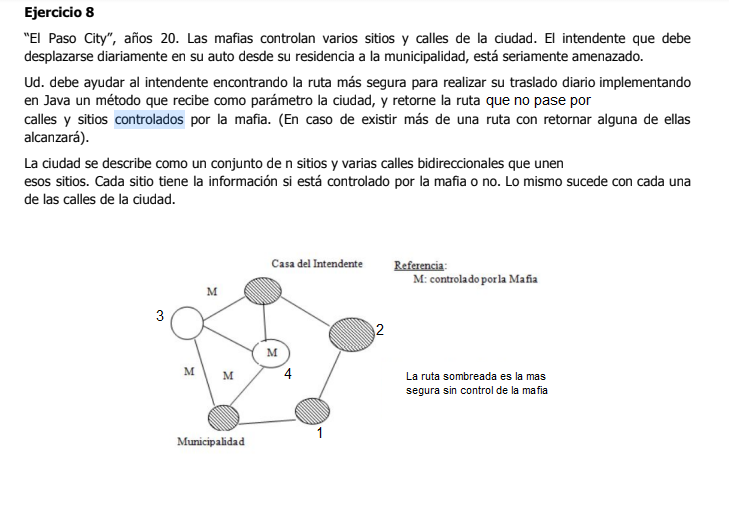 Ejercicio 8
“El Paso City”, años 20. Las mafias controlan varios sitios y calles de la ciudad. El intendente que debe
desplazarse diariamente en su auto desde su residencia a la municipalidad, está seriamente amenazado.
Ud. debe ayudar al intendente encontrando la ruta más segura para realizar su traslado diario implementando
en Java un método que recibe como parámetro la ciudad, y retorne la ruta que no pase por
calles y sitios controlados por la mafia. (En caso de existir más de una ruta con retornar alguna de ellas
alcanzará).
La ciudad se describe como un conjunto de n sitios y varias calles bidireccionales que unen
esos sitios. Cada sitio tiene la información si está controlado por la mafia o no. Lo mismo sucede con cada una
de las calles de la ciudad.
Casa del Intendente
Referencia:
M: controlado por la Mafia
M
3
2
M
4
M
M
La ruta sombreada es la mas
segura sin control de la mafia
1
Municipalidad